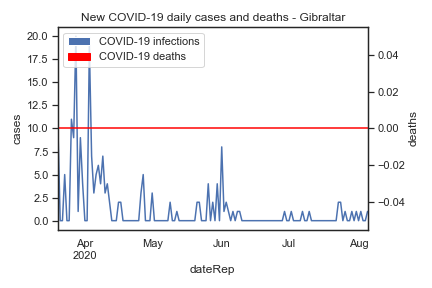 New COVID-19 daily cases and deaths - Gibraltar
COVID-19 infections
COVID-19 deaths
cases
20.0
17.5
15.0
12.5
10.0
7.5
5.0
2.5
0.0
deaths
0.04
0.02
0.00
−0.02
−0.04
Apr
2020
May
Jun
Jul
Aug
dateRep